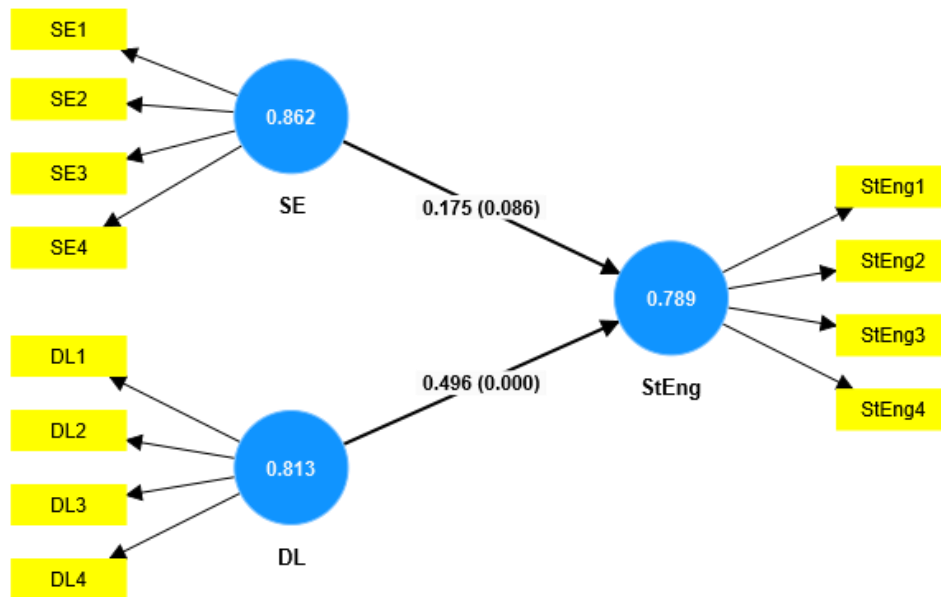 SE1
SE2
SE3
SE4
0.862
SE
0.175 (0.086)
DL1
DL2
DL3
DL4
0.813
DL
0.496 (0.000)
0.789
StEng
StEng1
StEng2
StEng3
StEng4